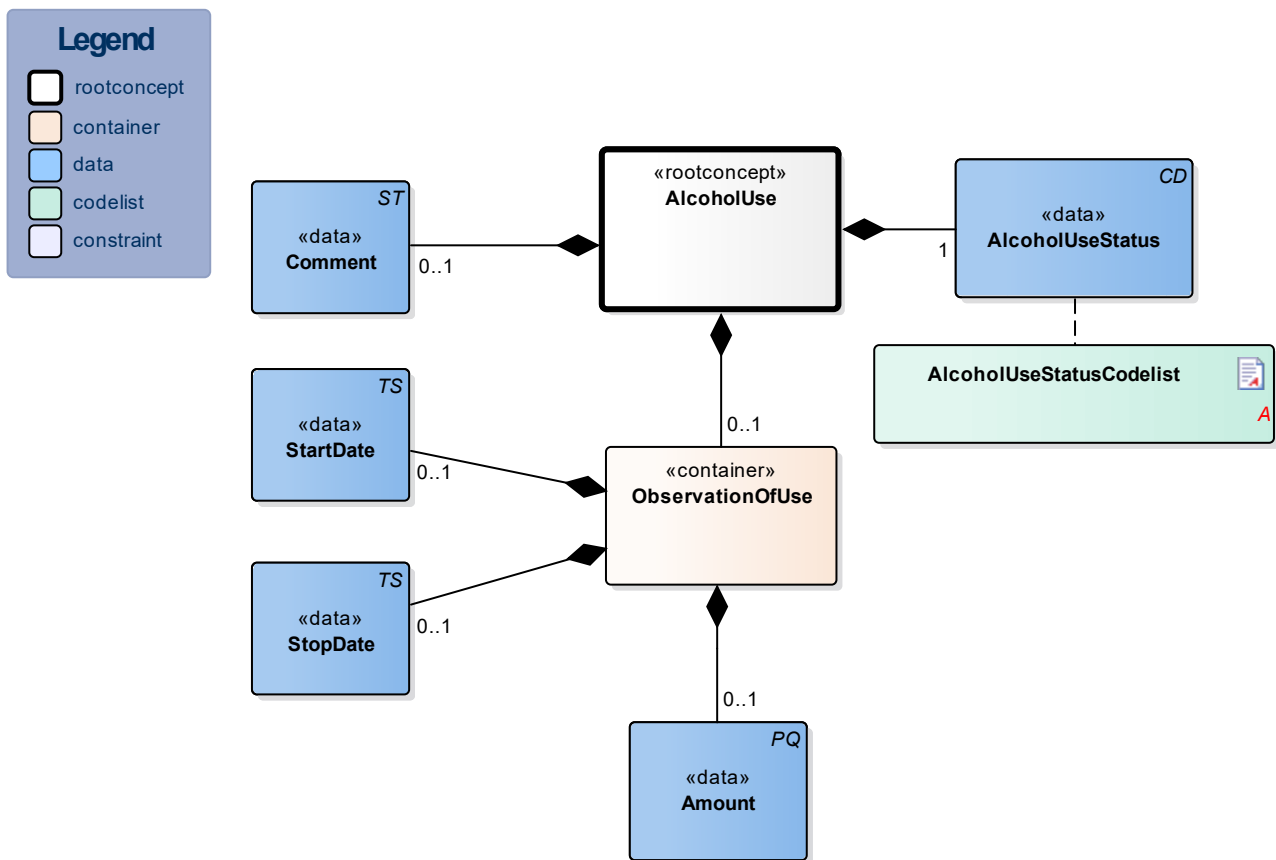 Legend
rootconcept
container
data
codelist
constraint
«rootconcept»
AlcoholUse
ST
«data»
Comment
0..1
CD
«data»
AlcoholUseStatus
1
AlcoholUseStatusCodelist
A
TS
«data»
StartDate
0..1
0..1
«container»
ObservationOfUse
TS
«data»
StopDate
0..1
0..1
PQ
«data»
Amount